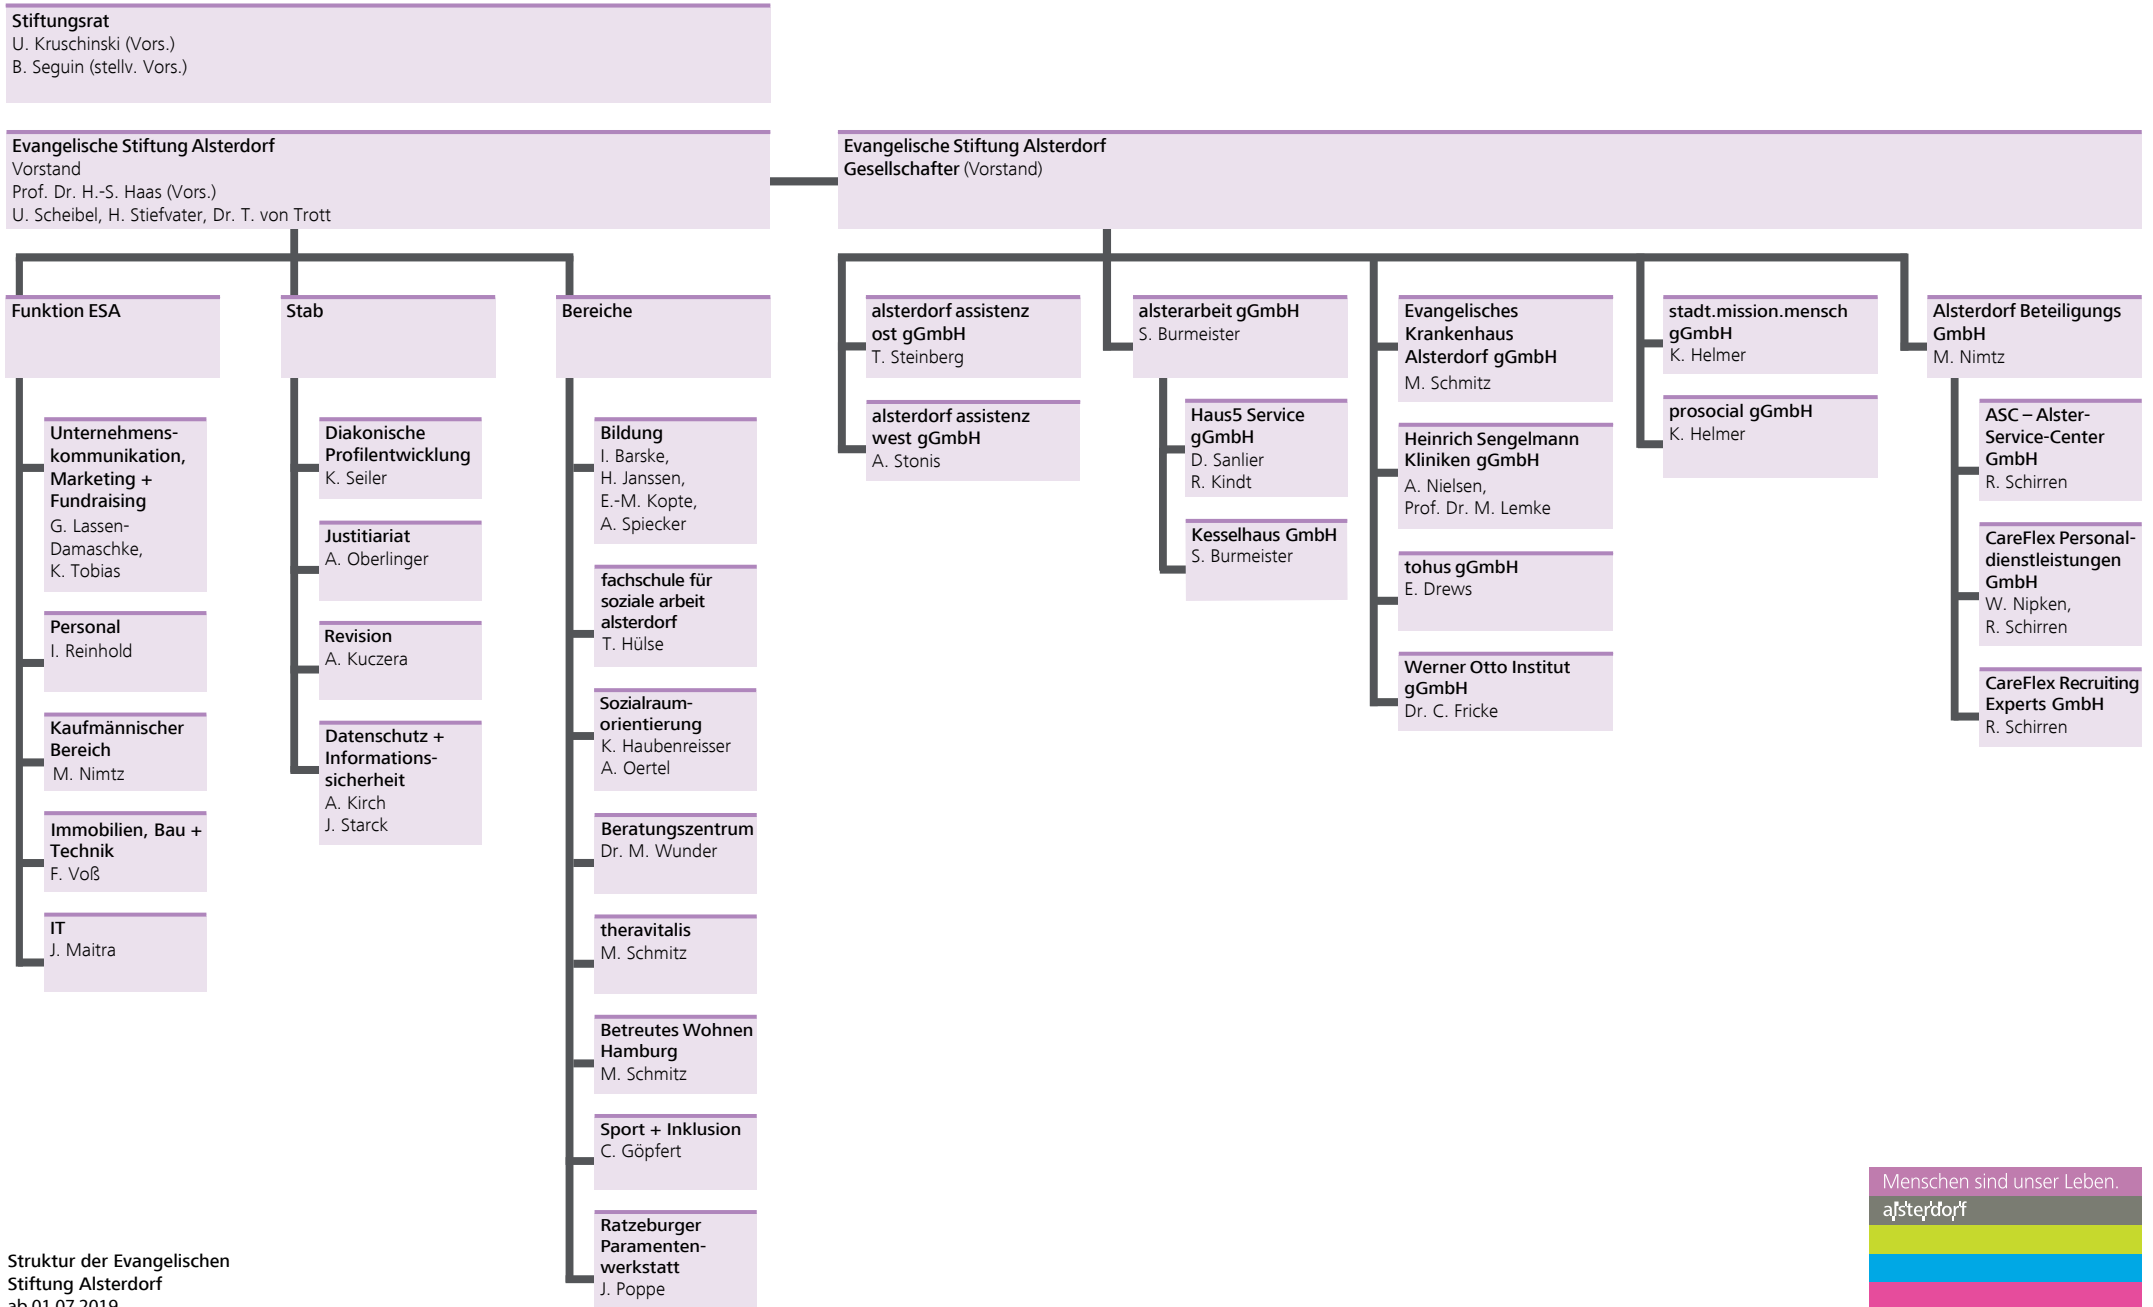 Stiftungsrat
U. Kruschinski (Vors.)
B. Seguin (stellv. Vors.)
Evangelische Stiftung Alsterdorf
Vorstand
Prof. Dr. H.-S. Haas (Vors.)
U. Scheibel, H. Stiefvater, Dr. T. von Trott
Evangelische Stiftung Alsterdorf
Gesellschafter (Vorstand)
Funktion ESA
Unternehmens-
kommunikation,
Marketing +
Fundraising
G. Lassen-
Damaschke,
K. Tobias
Personal
I. Reinhold
Kaufmännischer
Bereich
M. Nimtz
Immobilien, Bau +
Technik
F. Voß
IT
J. Maitra
Stab
Diakonische
Profilentwicklung
K. Seiler
Justitiariat
A. Oberlinger
Revision
A. Kuczera
Datenschutz +
Informations-
sicherheit
A. Kirch
J. Starck
Bereiche
Bildung
I. Barske,
H. Janssen,
E.-M. Kopte,
A. Spiecker
fachschule für
soziale arbeit
alsterdorf
T. Hülse
Sozialraum-
orientierung
K. Haubenreisser
A. Oertel
Beratungszentrum
Dr. M. Wunder
theravitalis
M. Schmitz
Betreutes Wohnen
Hamburg
M. Schmitz
Sport + Inklusion
C. Göpfert
Ratzeburger
Paramenten-
werkstatt
J. Poppe
alsterdorf assistenz
ost gGmbH
T. Steinberg
alsterdorf assistenz
west gGmbH
A. Stonis
alsterarbeit gGmbH
S. Burmeister
Haus5 Service
gGmbH
D. Sanlier
R. Kindt
Kesselhaus GmbH
S. Burmeister
Evangelisches
Krankenhaus
Alsterdorf gGmbH
M. Schmitz
Heinrich Sengelmann
Kliniken gGmbH
A. Nielsen,
Prof. Dr. M. Lemke
tohus gGmbH
E. Drews
Werner Otto Institut
gGmbH
Dr. C. Fricke
stadt.mission.mensch
gGmbH
K. Helmer
prosocial gGmbH
K. Helmer
Alsterdorf Beteiligungs
GmbH
M. Nimtz
ASC – Alster-
Service-Center
GmbH
R. Schirren
CareFlex Personal-
dienstleistungen
GmbH
W. Nipken,
R. Schirren
CareFlex Recruiting
Experts GmbH
R. Schirren
Struktur der Evangelischen
Stiftung Alsterdorf
ab 01.07.2019
Menschen sind unser Leben.
alsterdorf